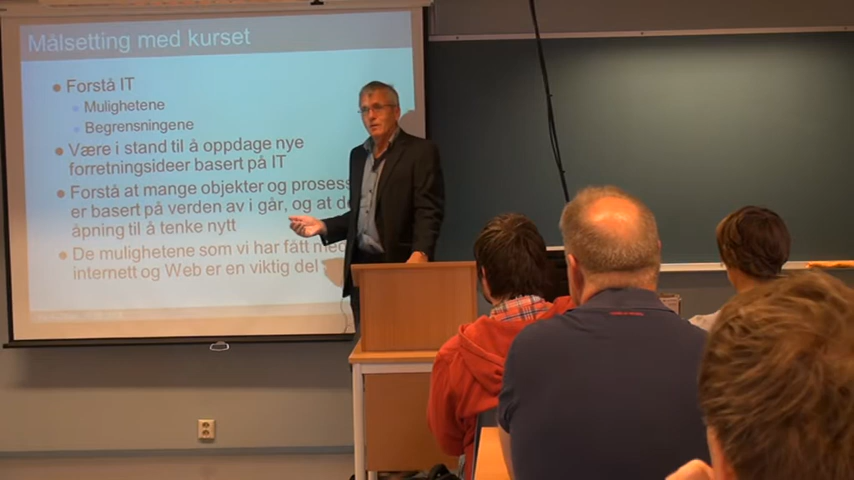 Målsetting med kurset
Forstå IT
Mulighetene
Begrensningene
Være i stand til å oppdage nye
forretningsideer basert på IT
Forstå at mange objekter og prosess
er basert på verden av i går, og at de
åpning til å tenke nytt
De mulighetene som vi har fått med
internet og Web er en viktig del